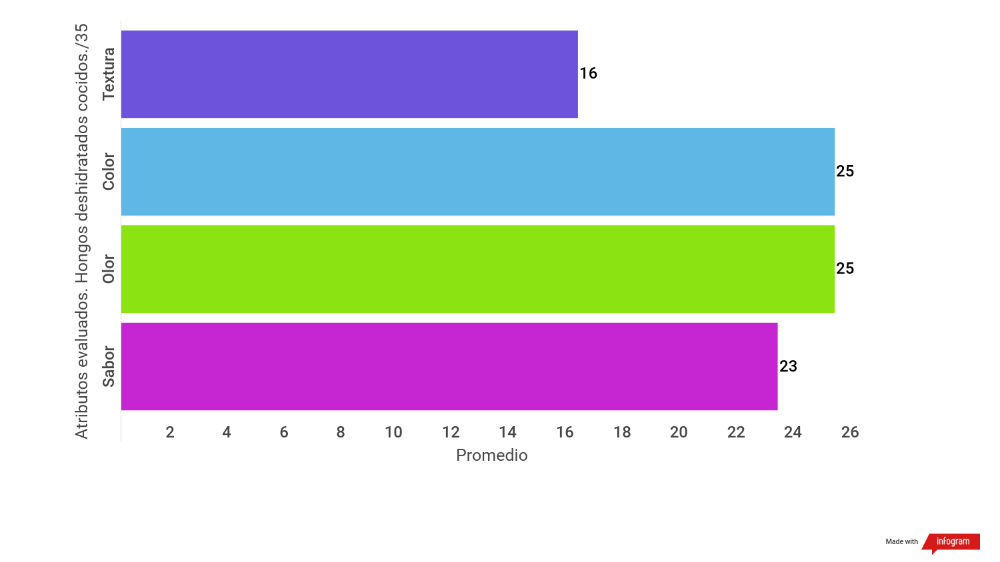 Atributos evaluados. Hongos deshidratados cocidos./35
Textura
16
Color
25
Olor
25
Sabor
23
2 4 6 8 10 12 14 16 18 20 22 24 26
Promedio
Made with infogram